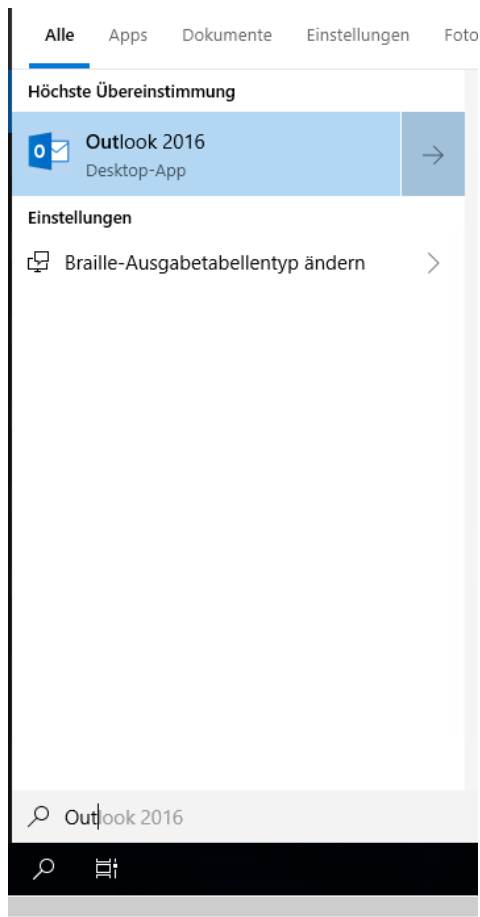 Alle Apps Dokumente Einstellungen Foto
Höchste Übereinstimmung
Outlook 2016
Desktop-App
Einstellungen
Braille-Ausgabetabellentyp ändern
Outlook 2016